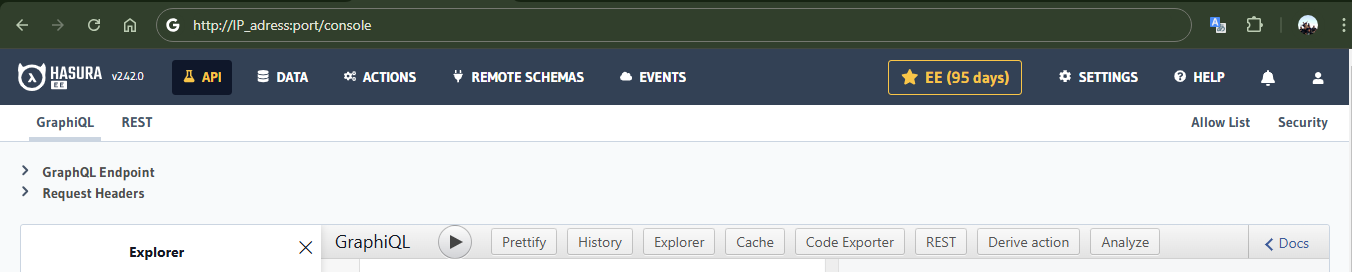 http://IP_adress:port/console
HASURA EE v2.42.0 API DATA ACTIONS REMOTE SCHEMAS EVENTS EE (95 days) SETTINGS HELP
GraphiQL REST Allow List Security
GraphQL Endpoint
Request Headers
Explorer GraphiQL Prettify History Explorer Cache Code Exporter REST Derive action Analyze Docs